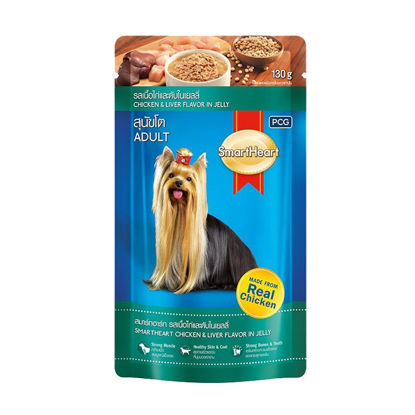 130 g
รสเนื้อไก่และตับในเยลลี่
CHICKEN & LIVER FLAVOR IN JELLY
สุนัขโต
ADULT
PCG
SmartHeart
MADE FROM
Real
Chicken
สมาร์ทฮาร์ท รสเนื้อไก่และตับในเยลลี่
SMARTHEART CHICKEN & LIVER FLAVOR IN JELLY
Strong Muscle
Healthy Skin & Coat
Strong Bones & Teeth